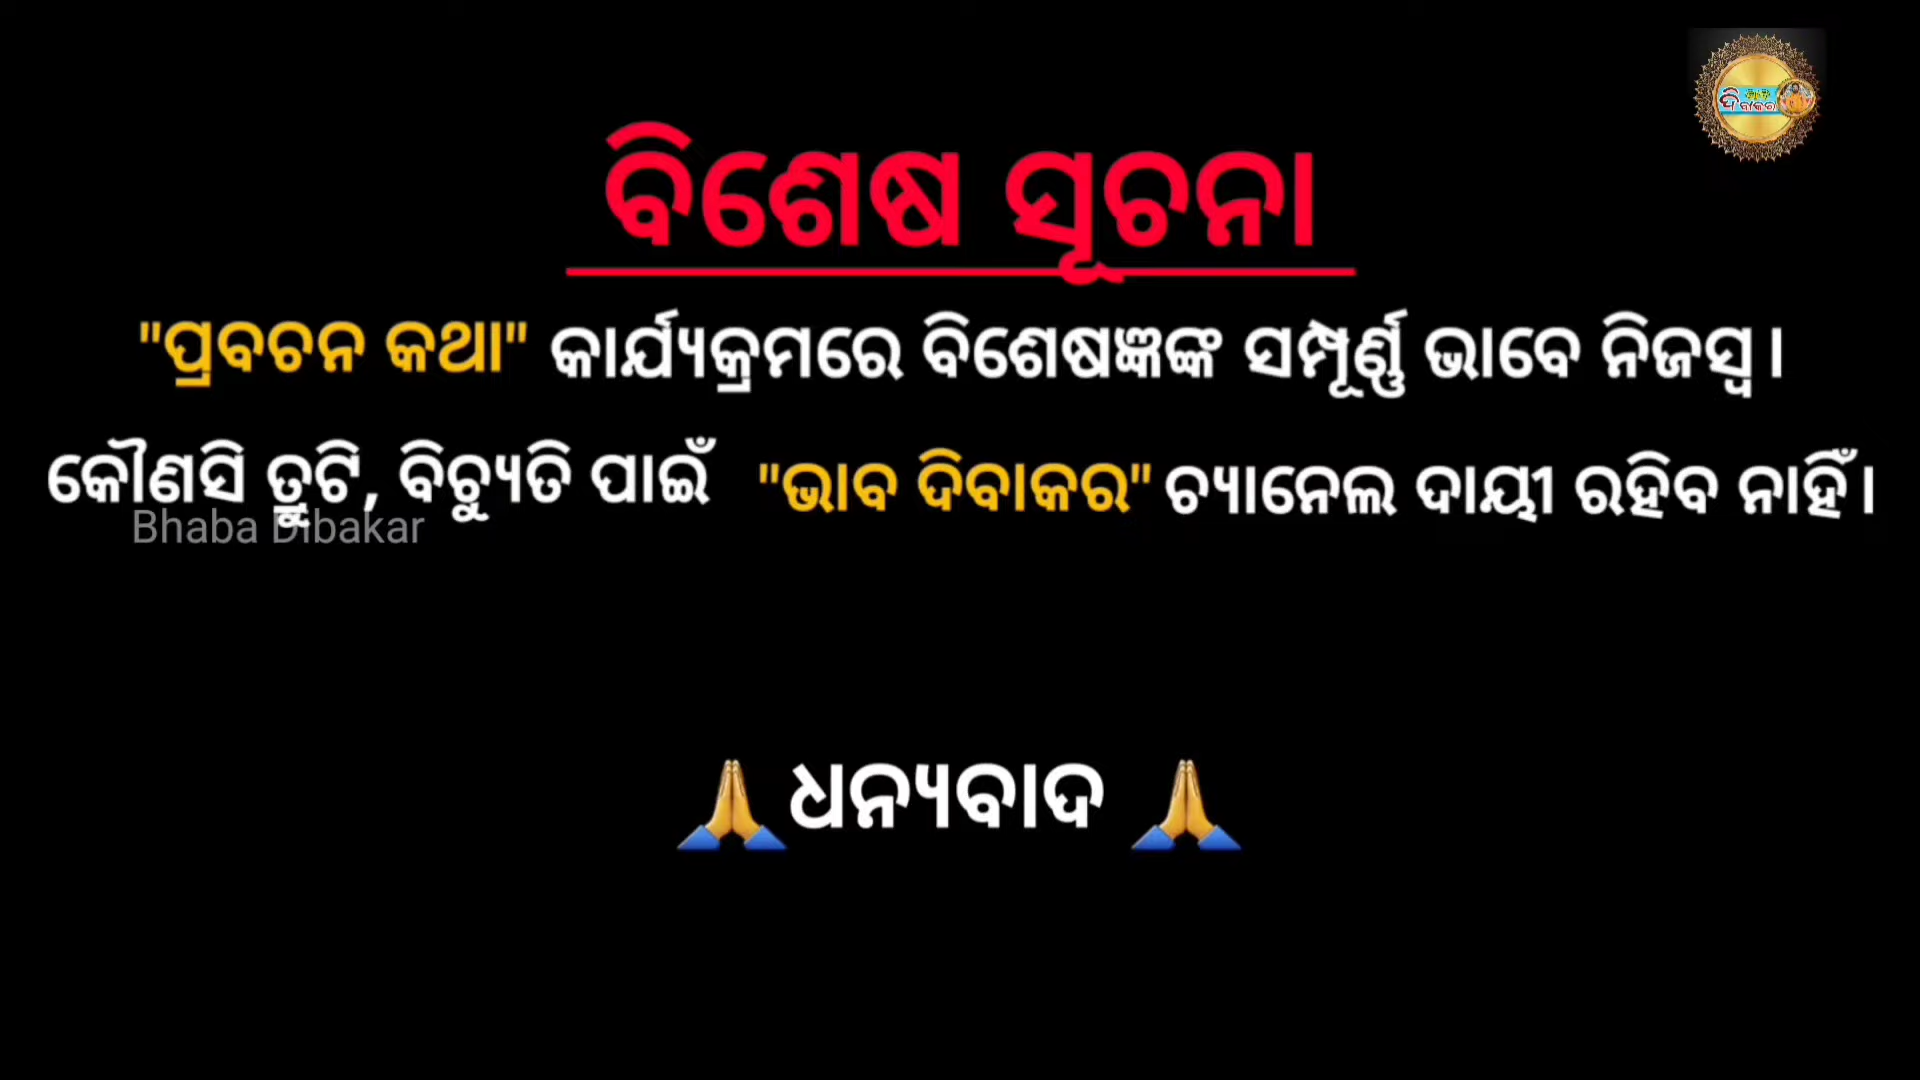 ବିଶେଷ ସୂଚନା
"ପ୍ରବଚନ କଥା" କାର୍ଯ୍ୟକ୍ରମରେ ବିଶେଷଜ୍ଞଙ୍କ ସମ୍ପୂର୍ଣ୍ଣ ଭାବେ ନିଜସ୍ୱ ।
କୌଣସି ତ୍ରୁଟି, ବିଚ୍ୟୁତି ପାଇଁ "ଭାବ ଦିବାକର" ଚ୍ୟାନେଲ ଦାୟୀ ରହିବ ନାହିଁ ।
Bhaba Dibakar
🙏ଧନ୍ୟବାଦ 🙏